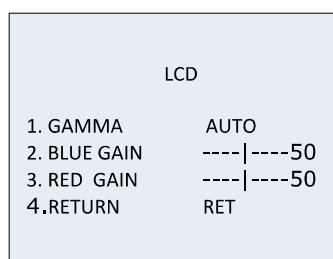 LCD
1. GAMMA AUTO
2. BLUE GAIN ----|----50
3. RED GAIN ----|----50
4.RETURN RET